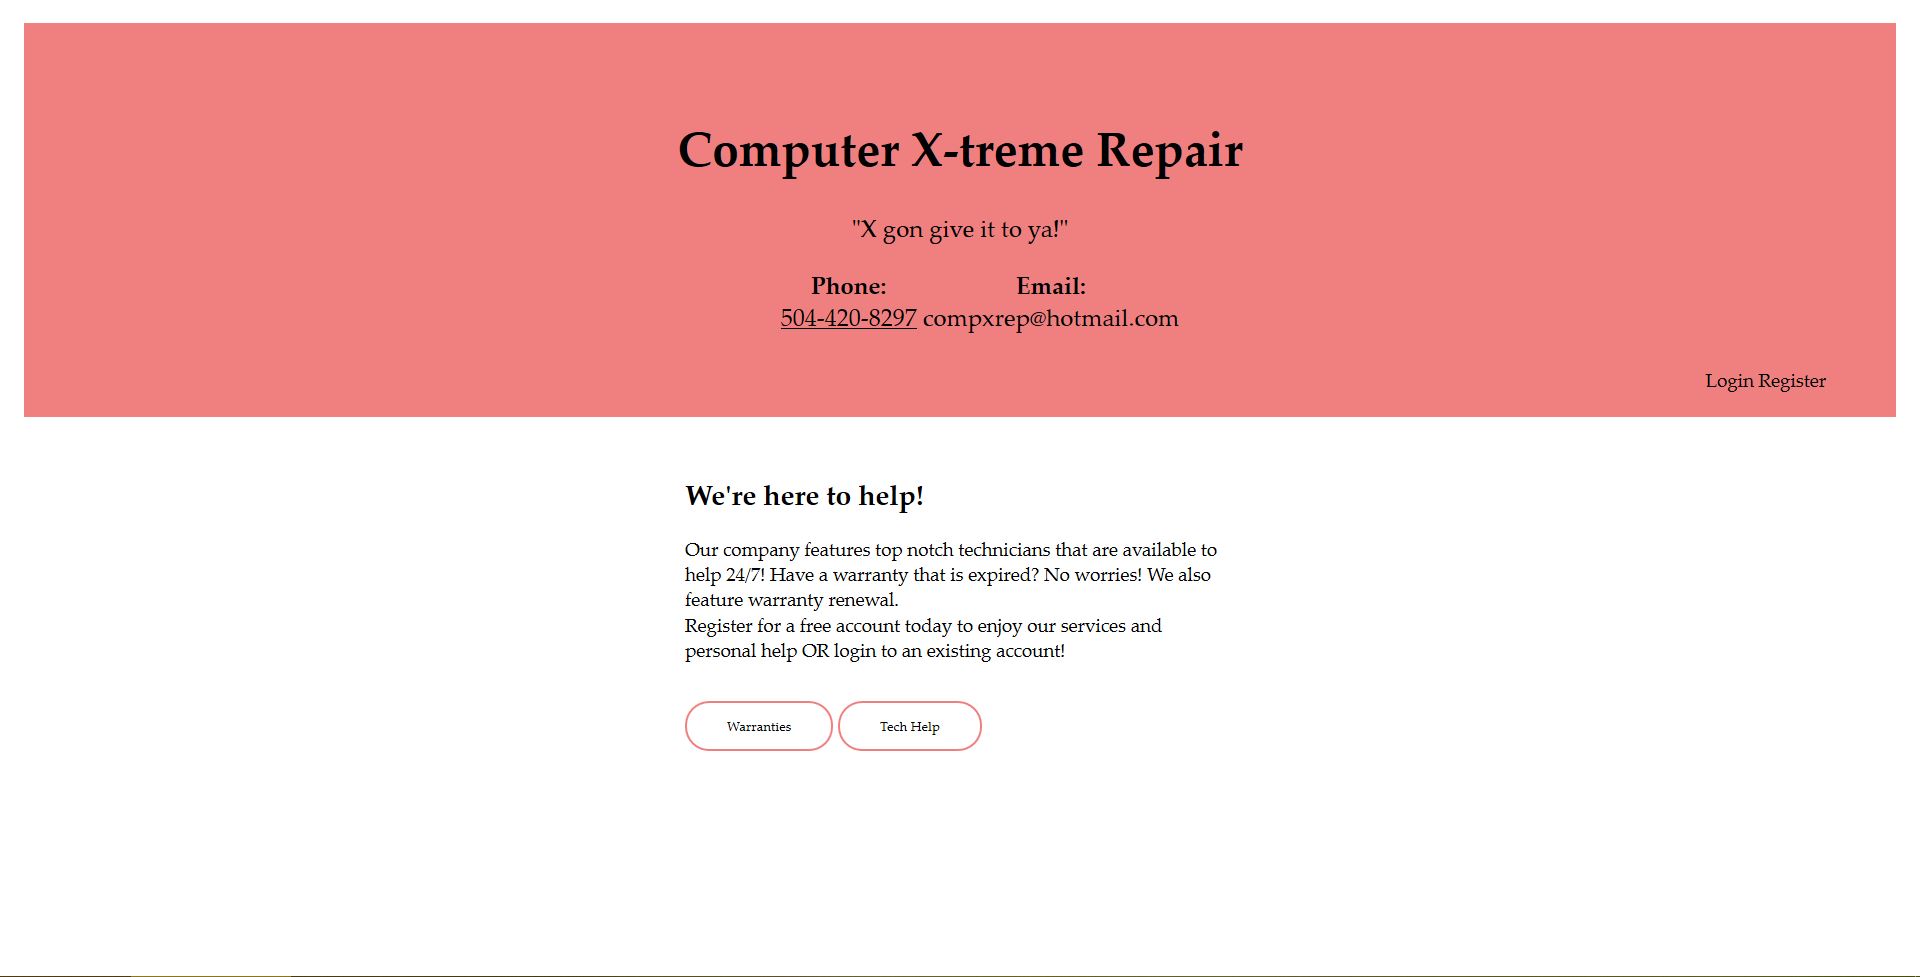 Computer X-treme Repair
"X gon give it to ya!"
Phone: Email:
504-420-8297 compxrep@hotmail.com
Login Register
We're here to help!
Our company features top notch technicians that are available to
help 24/7! Have a warranty that is expired? No worries! We also
feature warranty renewal.
Register for a free account today to enjoy our services and
personal help OR login to an existing account!
Warranties Tech Help